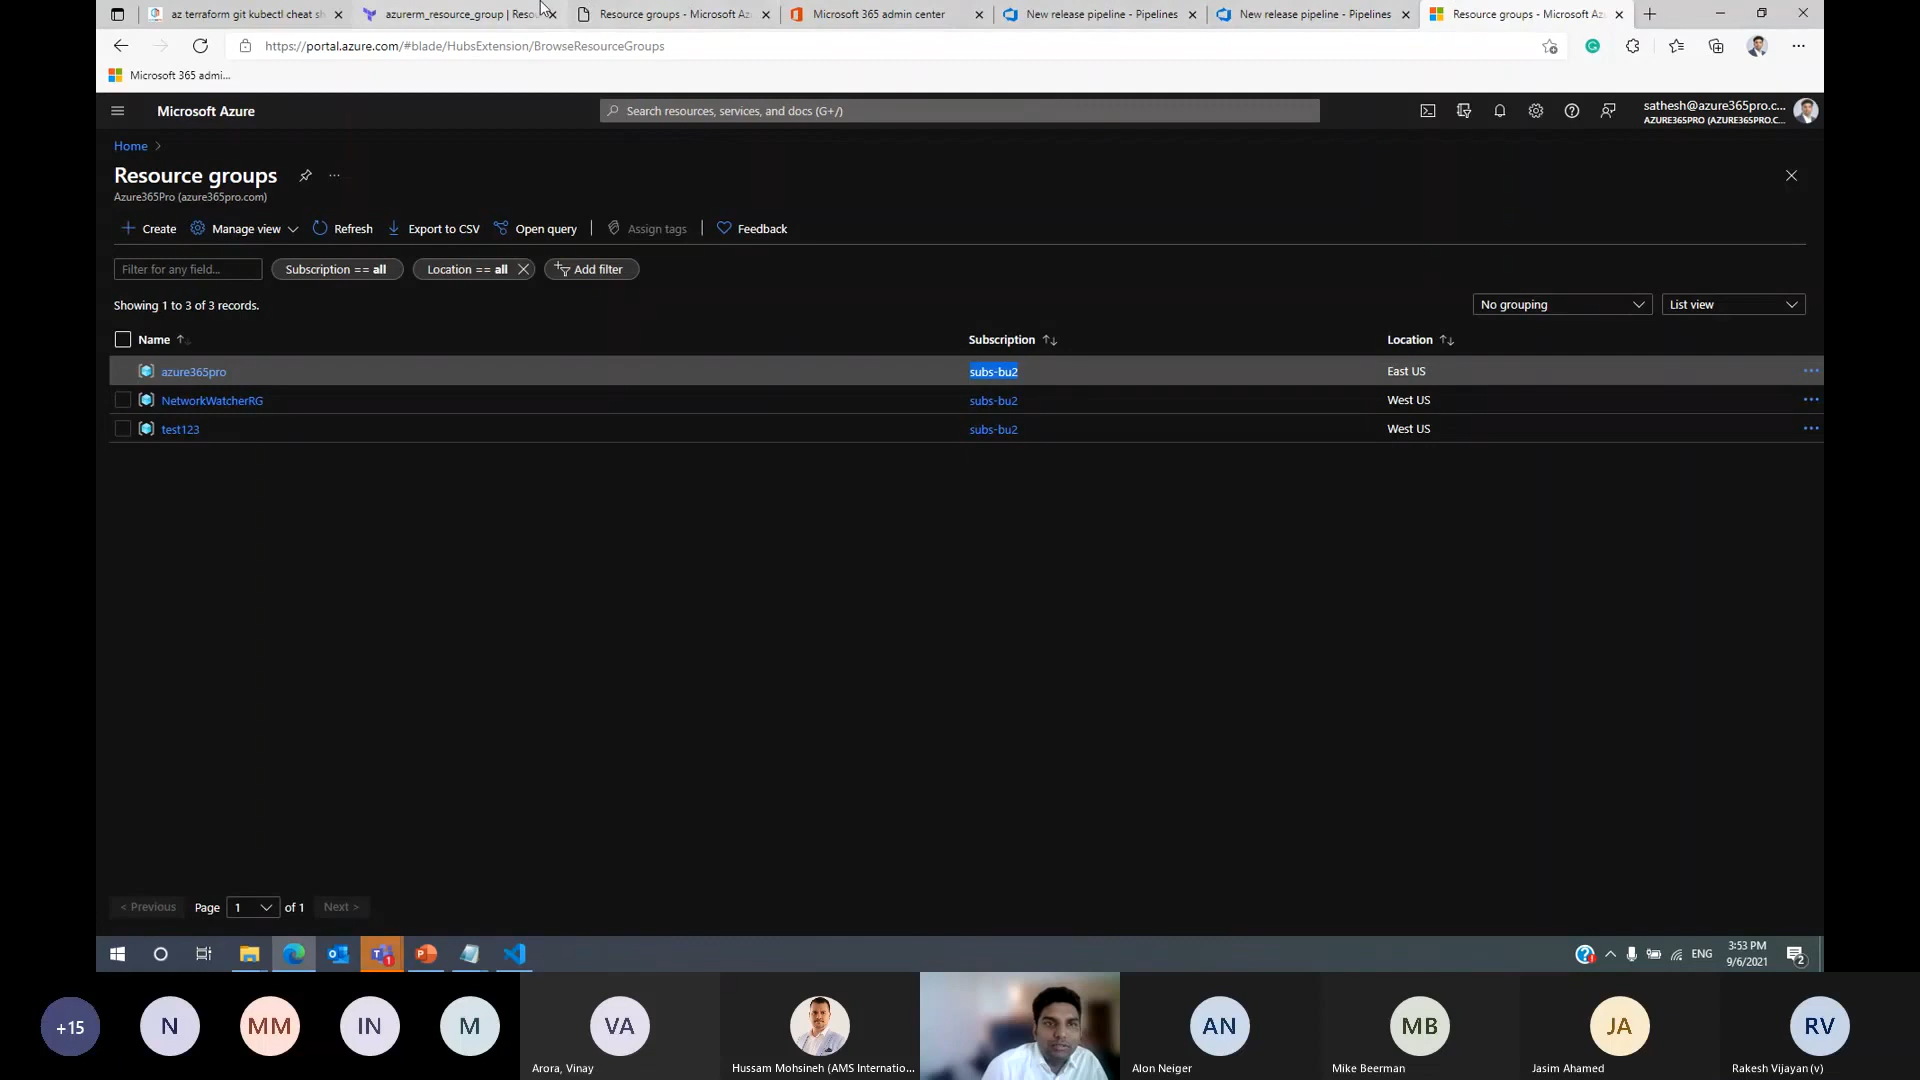 az terraform git kubectl cheat sh
azurerm_resource_group | Reso
Resource groups - Microsoft Az
Microsoft 365 admin center
New release pipeline - Pipelines
New release pipeline - Pipelines
Resource groups - Microsoft Az
https://portal.azure.com/#blade/HubsExtension/BrowseResourceGroups
Microsoft 365 admi...
Microsoft Azure
Search resources, services, and docs (G+/)
sathesh@azure365pro.c...
AZURE365PRO (AZURE365PRO.C...
Home
Resource groups
Azure365Pro (azure365pro.com)
Create Manage view Refresh Export to CSV Open query Assign tags Feedback
Filter for any field... Subscription == all Location == all Add filter
Showing 1 to 3 of 3 records.
No grouping List view
Name Subscription Location
azure365pro subs-bu2 East US
NetworkWatcherRG subs-bu2 West US
test123 subs-bu2 West US
< Previous Page 1 of 1 Next >
ENG
3:53 PM
9/6/2021
2
1
+15
N
MM
IN
M
VA
AN
MB
JA
RV
Arora, Vinay
Hussam Mohsineh (AMS Internatio...
Alon Neiger
Mike Beerman
Jasim Ahamed
Rakesh Vijayan (v)